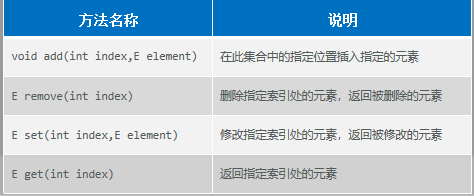 方法名称 说明
void add(int index,E element) 在此集合中的指定位置插入指定的元素
E remove(int index) 删除指定索引处的元素，返回被删除的元素
E set(int index,E element) 修改指定索引处的元素，返回被修改的元素
E get(int index) 返回指定索引处的元素